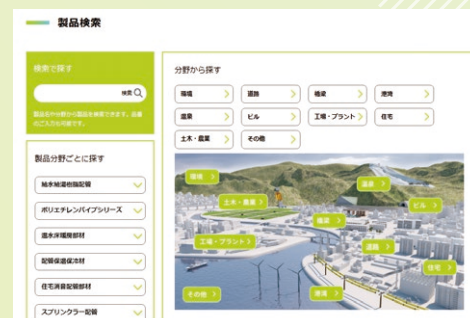 製品検索
検索で探す
検索
製品名や分野から製品を検索できます。品番
のご入力も可能です。
製品分野ごとに探す
給水給湯樹脂配管
ポリエチレンパイプシリーズ
温水床暖房部材
配管保温保冷材
住宅消音配管部材
スプリンクラー配管
分野から探す
環境
道路
橋梁
港湾
農業
ビル
工場・プラント
住宅
土木・農業
その他
環境
温泉
土木・農業
ビル
橋梁
工場・プラント
道路
住宅
その他
港湾